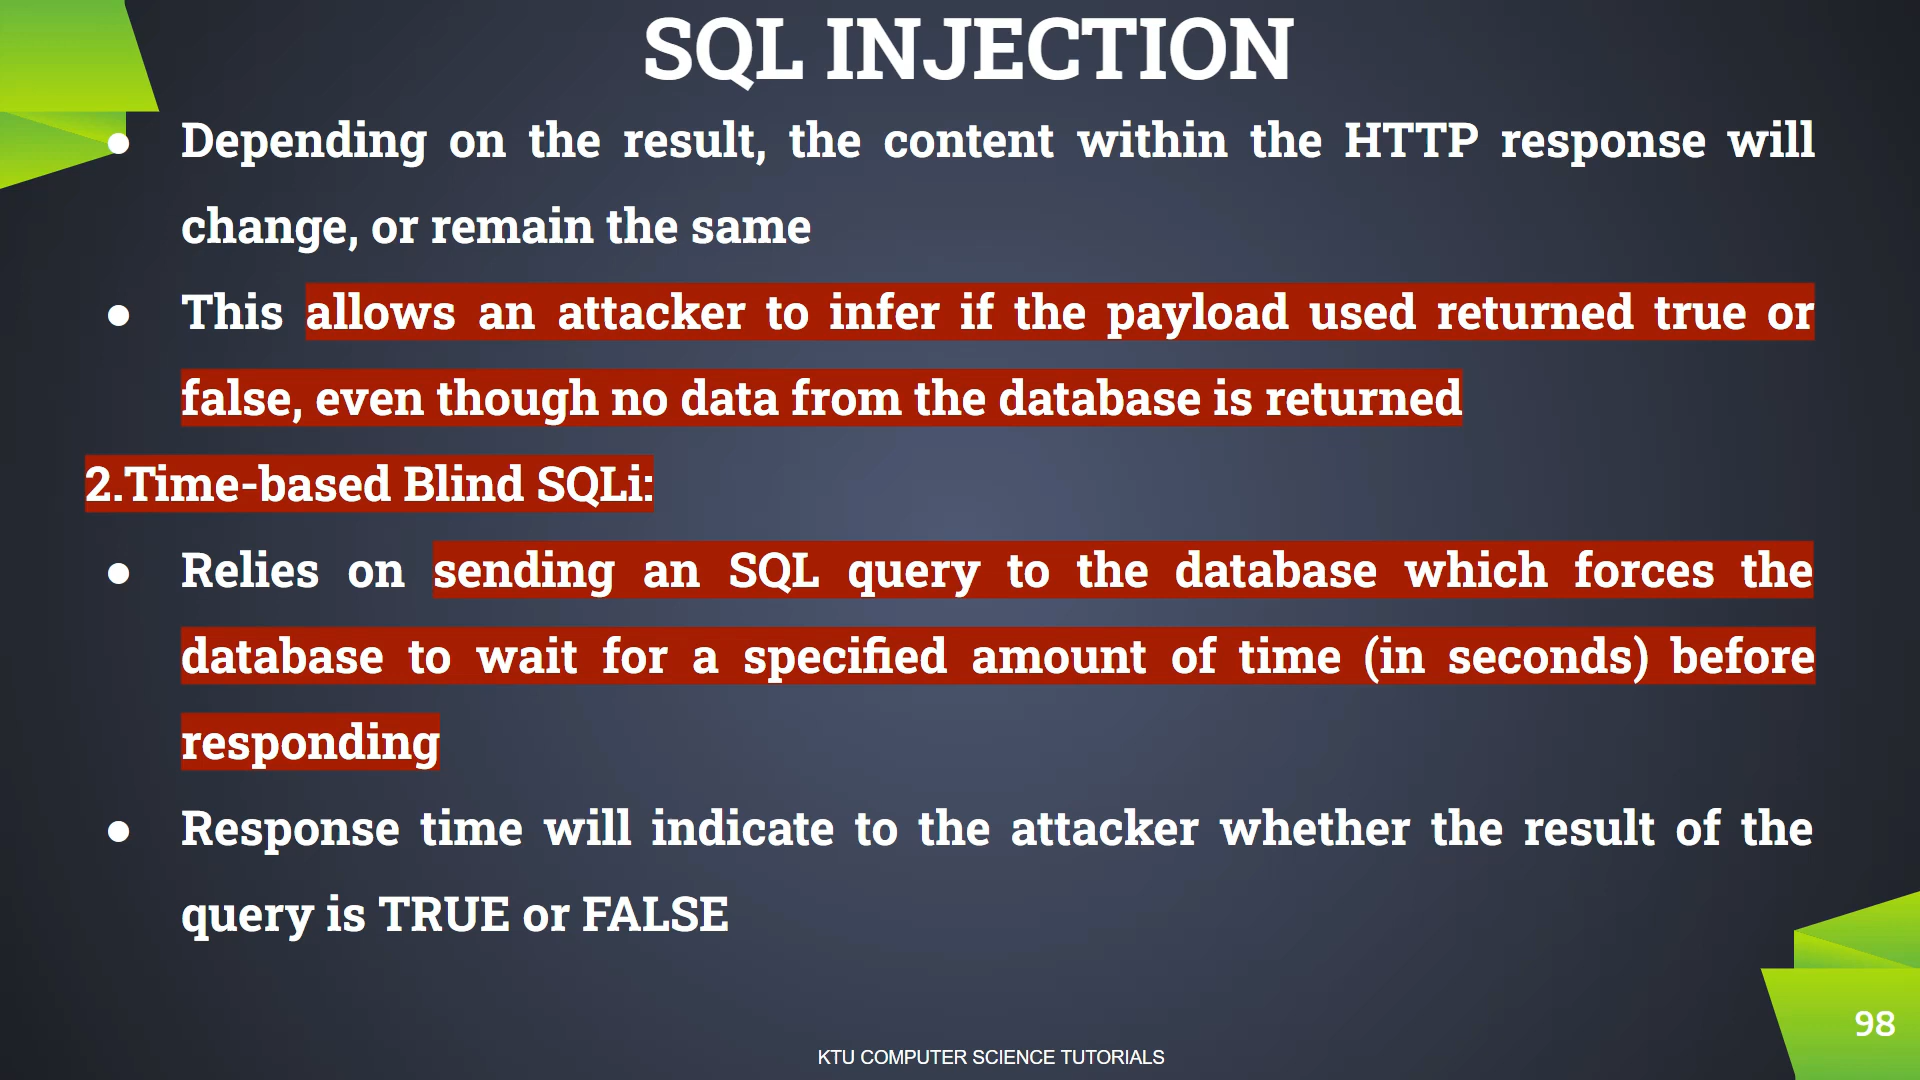 SQL INJECTION
● Depending on the result, the content within the HTTP response will
change, or remain the same
● This allows an attacker to infer if the payload used returned true or
false, even though no data from the database is returned
2.Time-based Blind SQLi:
● Relies on sending an SQL query to the database which forces the
database to wait for a specified amount of time (in seconds) before
responding
● Response time will indicate to the attacker whether the result of the
query is TRUE or FALSE
98
KTU COMPUTER SCIENCE TUTORIALS